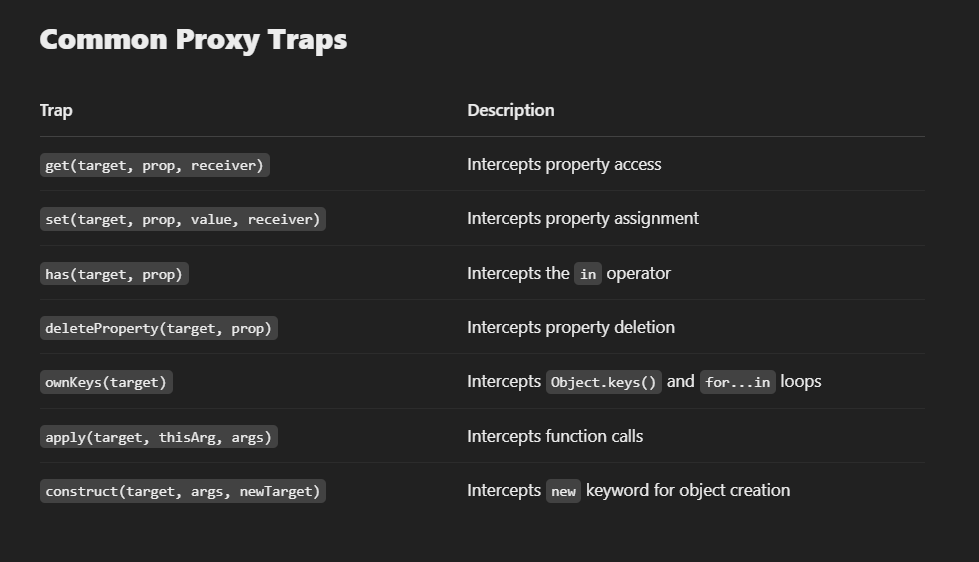 Common Proxy Traps
Trap Description
get(target, prop, receiver) Intercepts property access
set(target, prop, value, receiver) Intercepts property assignment
has(target, prop) Intercepts the in operator
deleteProperty(target, prop) Intercepts property deletion
ownKeys(target) Intercepts Object.keys() and for...in loops
apply(target, thisArg, args) Intercepts function calls
construct(target, args, newTarget) Intercepts new keyword for object creation